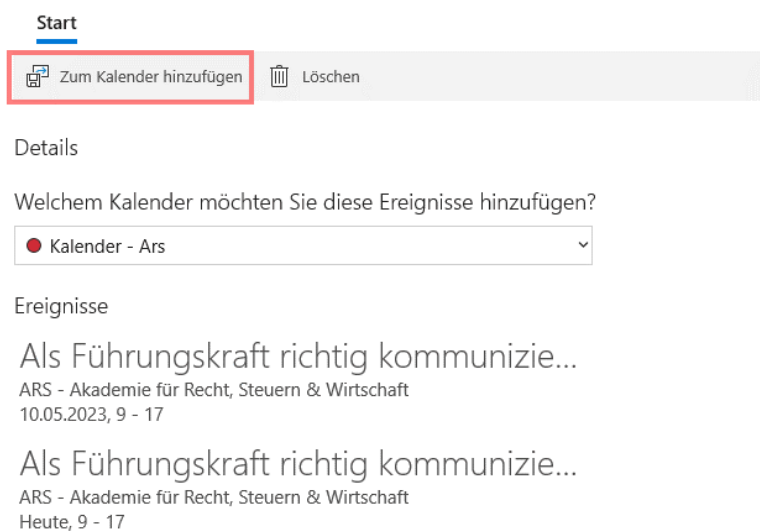 Start
Zum Kalender hinzufügen Löschen
Details
Welchem Kalender möchten Sie diese Ereignisse hinzufügen?
Kalender - Ars
Ereignisse
Als Führungskraft richtig kommunizie...
ARS - Akademie für Recht, Steuern & Wirtschaft
10.05.2023, 9 - 17
Als Führungskraft richtig kommunizie...
ARS - Akademie für Recht, Steuern & Wirtschaft
Heute, 9 - 17